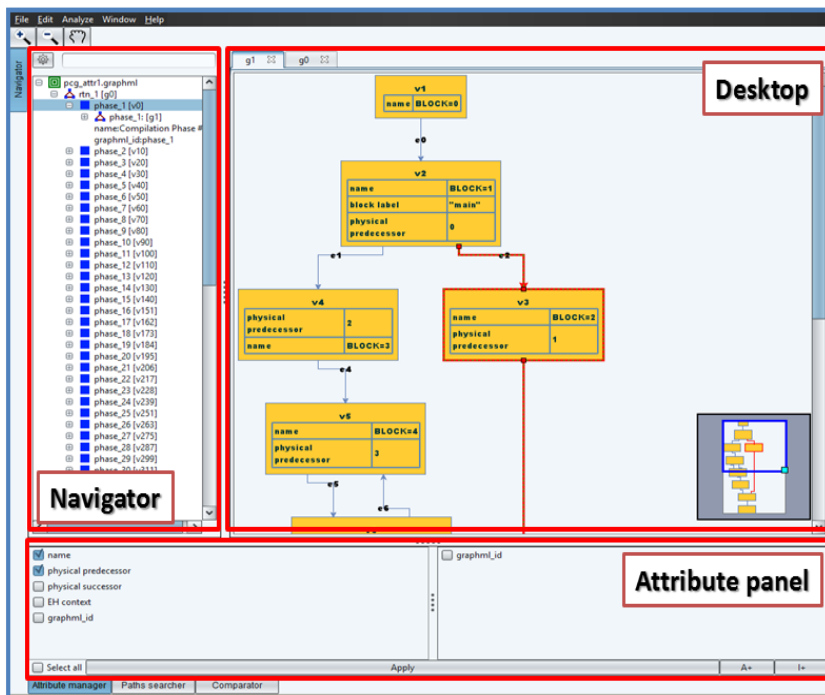 File Edit Analyze Window Help
Navigator
g1 g0
pcg_attr1.graphml
rtn_1 [g0]
phase_1 [v0]
phase_1: [g1]
name:Compilation Phase #
graphml_id:phase_1
phase_2 [v10]
phase_3 [v20]
phase_4 [v30]
phase_5 [v40]
phase_6 [v50]
phase_7 [v60]
phase_8 [v70]
phase_9 [v80]
phase_10 [v90]
phase_11 [v100]
phase_12 [v110]
phase_13 [v120]
phase_14 [v130]
phase_15 [v140]
phase_16 [v151]
phase_17 [v162]
phase_18 [v173]
phase_19 [v184]
phase_20 [v195]
phase_21 [v206]
phase_22 [v217]
phase_23 [v228]
phase_24 [v239]
phase_25 [v251]
phase_26 [v263]
phase_27 [v275]
phase_28 [v287]
phase_29 [v299]
Navigator
Desktop
v1
name BLOCK=0
e0
v2
name BLOCK=1
block label "main"
physical predecessor 0
e1 e2
v4
physical predecessor 2
name BLOCK=3
v3
name BLOCK=2
physical predecessor 1
e4
v5
name BLOCK=4
physical predecessor 3
e5 e6
name
physical predecessor
physical successor
EH context
graphml_id
graphml_id
Attribute panel
Select all Apply A+ I+
Attribute manager Paths searcher Comparator